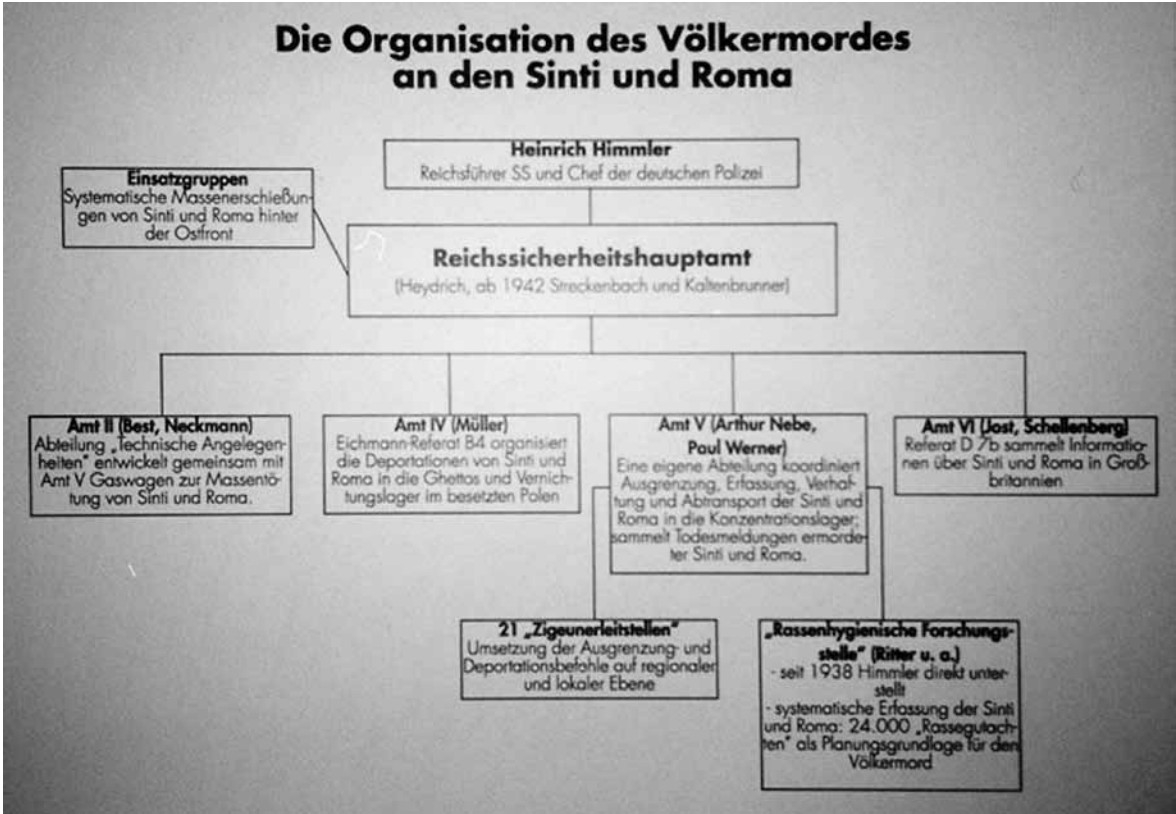 Die Organisation des Völkermordes
an den Sinti und Roma
Heinrich Himmler
Reichsführer SS und Chef der deutschen Polizei
Einsatzgruppen
Systematische Massenerschießun-
gen von Sinti und Roma hinter
der Ostfront
Reichssicherheitshauptamt
(Heydrich, ab 1942 Streckenbach und Kaltenbrunner)
Amt II (Best, Neckmann)
Abteilung „Technische Angelegen-
heiten" entwickelt gemeinsam mit
Amt V Gaswagen zur Massentö-
tung von Sinti und Roma.
Amt IV (Müller)
Eichmann-Referat B4 organisiert
die Deportationen von Sinti und
Roma in die Ghettos und Vernich-
tungslager im besetzten Polen
Amt V (Arthur Nebe,
Paul Werner)
Eine eigene Abteilung koordiniert
Ausgrenzung, Erfassung, Verhaf-
tung und Abtransport der Sinti und
Roma in die Konzentrationslager;
sammelt Todesmeldungen ermorde-
ter Sinti und Roma.
Amt VI (Jost, Schellenberg)
Referat D 7b sammelt Informatio-
nen über Sinti und Roma in Groß-
britannien
21 „Zigeunerleitstellen"
Umsetzung der Ausgrenzung- und
Deportationsbefehle auf regionaler
und lokaler Ebene
„Rassenhygienische Forschungs-
stelle" (Ritter u. a.)
- seit 1938 Himmler direkt unter-
stellt
- systematische Erfassung der Sinti
und Roma: 24.000 „Rassegutach-
ten" als Planungsgrundlage für den
Völkermord